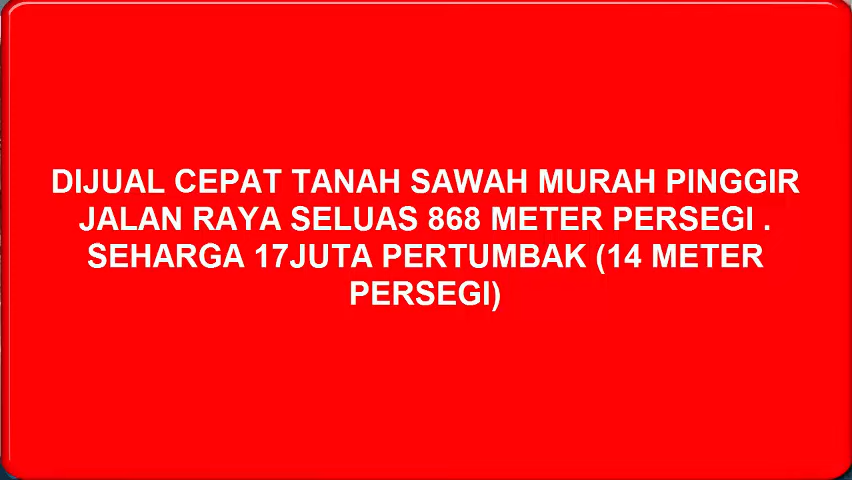 DIJUAL CEPAT TANAH SAWAH MURAH PINGGIR
JALAN RAYA SELUAS 868 METER PERSEGI .
SEHARGA 17JUTA PERTUMBAK (14 METER
PERSEGI)